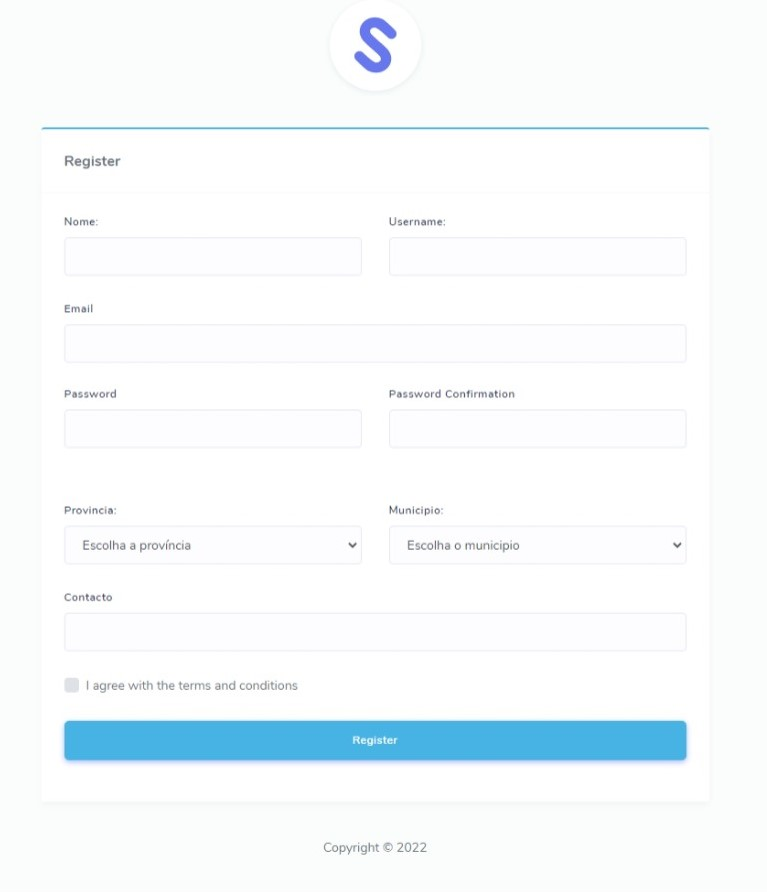 Register
Nome:
Username:
Email
Password
Password Confirmation
Provincia:
Municipio:
Escolha a província
Escolha o municipio
Contacto
I agree with the terms and conditions
Register
Copyright © 2022